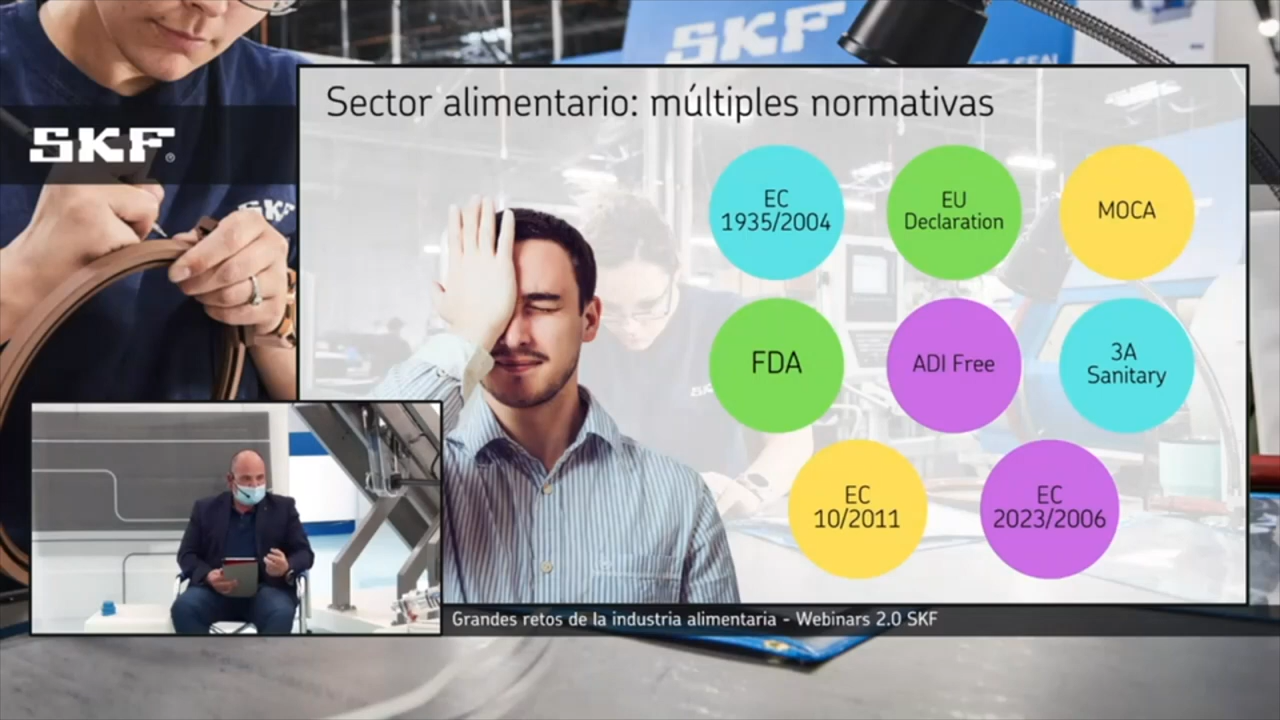 SKF
SKF®
Sector alimentario: múltiples normativas
EC
1935/2004
EU
Declaration
MOCA
FDA
ADI Free
3A
Sanitary
EC
10/2011
EC
2023/2006
SKF
Grandes retos de la industria alimentaria - Webinars 2.0 SKF